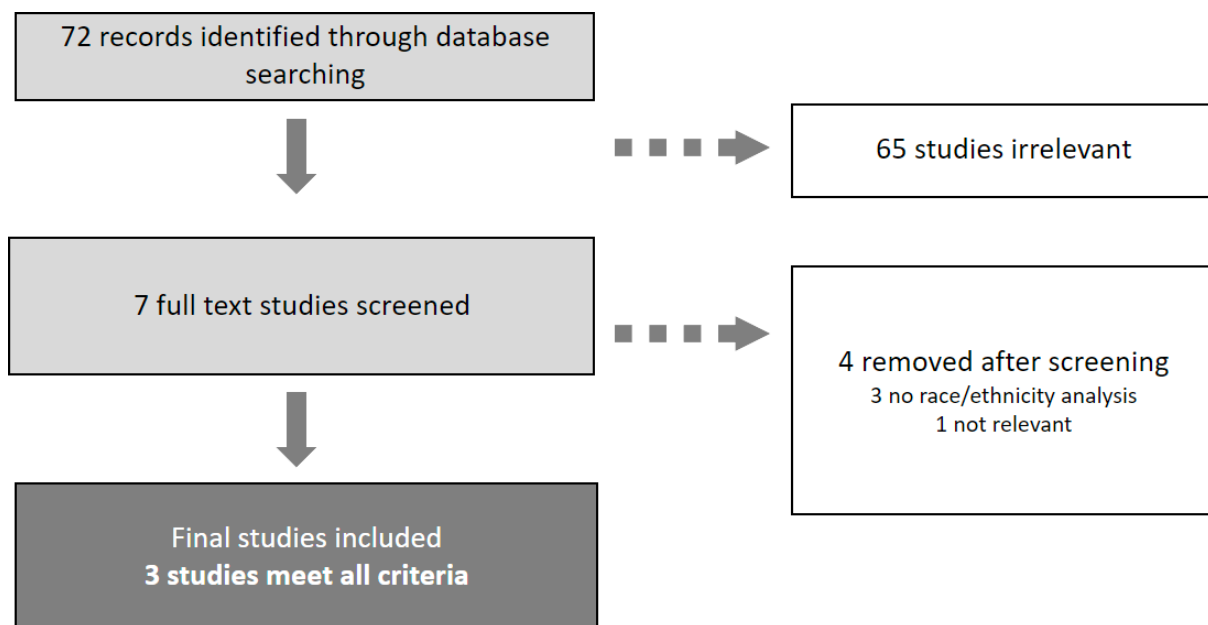 72 records identified through database
searching
65 studies irrelevant
7 full text studies screened
4 removed after screening
3 no race/ethnicity analysis
1 not relevant
Final studies included
3 studies meet all criteria